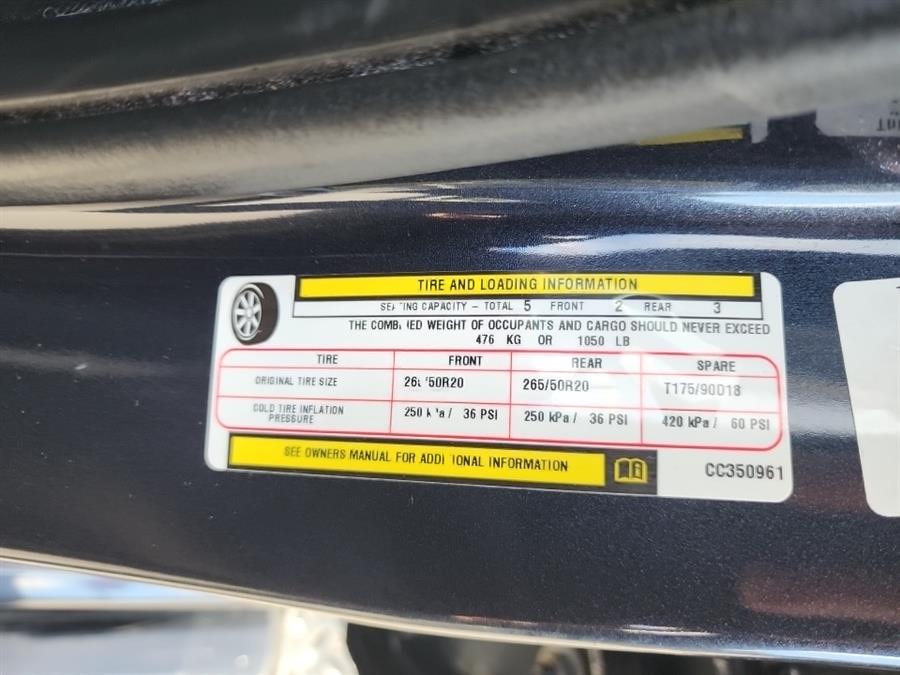 TIRE AND LOADING INFORMATION
SEATING CAPACITY - TOTAL 5 FRONT 2 REAR 3
THE COMBINED WEIGHT OF OCCUPANTS AND CARGO SHOULD NEVER EXCEED
476 KG OR 1050 LB
TIRE FRONT REAR SPARE
ORIGINAL TIRE SIZE 265/50R20 265/50R20 T175/90D18
COLD TIRE INFLATION PRESSURE 250 kPa / 36 PSI 250 kPa / 36 PSI 420 kPa / 60 PSI
SEE OWNERS MANUAL FOR ADDITIONAL INFORMATION
CC350961